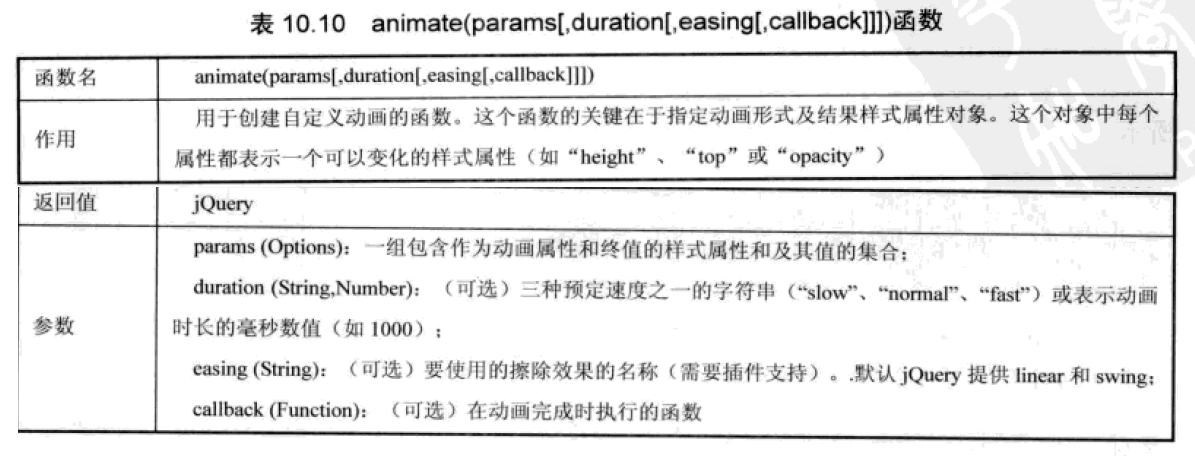 表 10.10 animate(params[,duration[,easing[,callback]]])函数
函数名 animate(params[,duration[,easing[,callback]]])
作用 用于创建自定义动画的函数。这个函数的关键在于指定动画形式及结果样式属性对象。这个对象中每个
属性都表示一个可以变化的样式属性（如“height”、“top”或“opacity”）
返回值 jQuery
参数 params (Options)：一组包含作为动画属性和终值的样式属性和及其值的集合；
duration (String,Number)：（可选）三种预定速度之一的字符串（“slow”、“normal”、“fast”）或表示动画
时长的毫秒数值（如 1000）；
easing (String)：（可选）要使用的擦除效果的名称（需要插件支持）。.默认 jQuery 提供 linear 和 swing;
callback (Function)：（可选）在动画完成时执行的函数